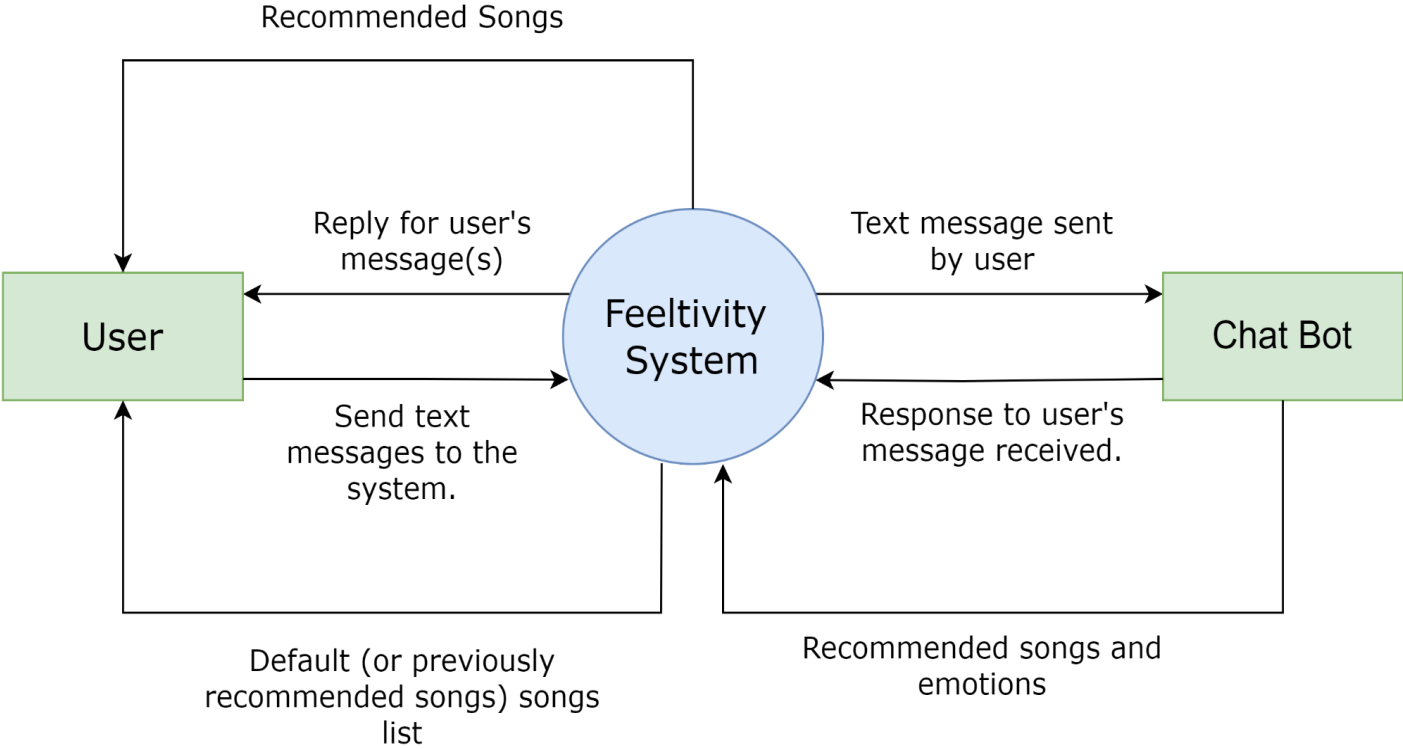 Recommended Songs
Reply for user's
message(s)
Text message sent
by user
User
Feeltivity
System
Chat Bot
Send text
messages to the
system.
Response to user's
message received.
Default (or previously
recommended songs) songs
list
Recommended songs and
emotions